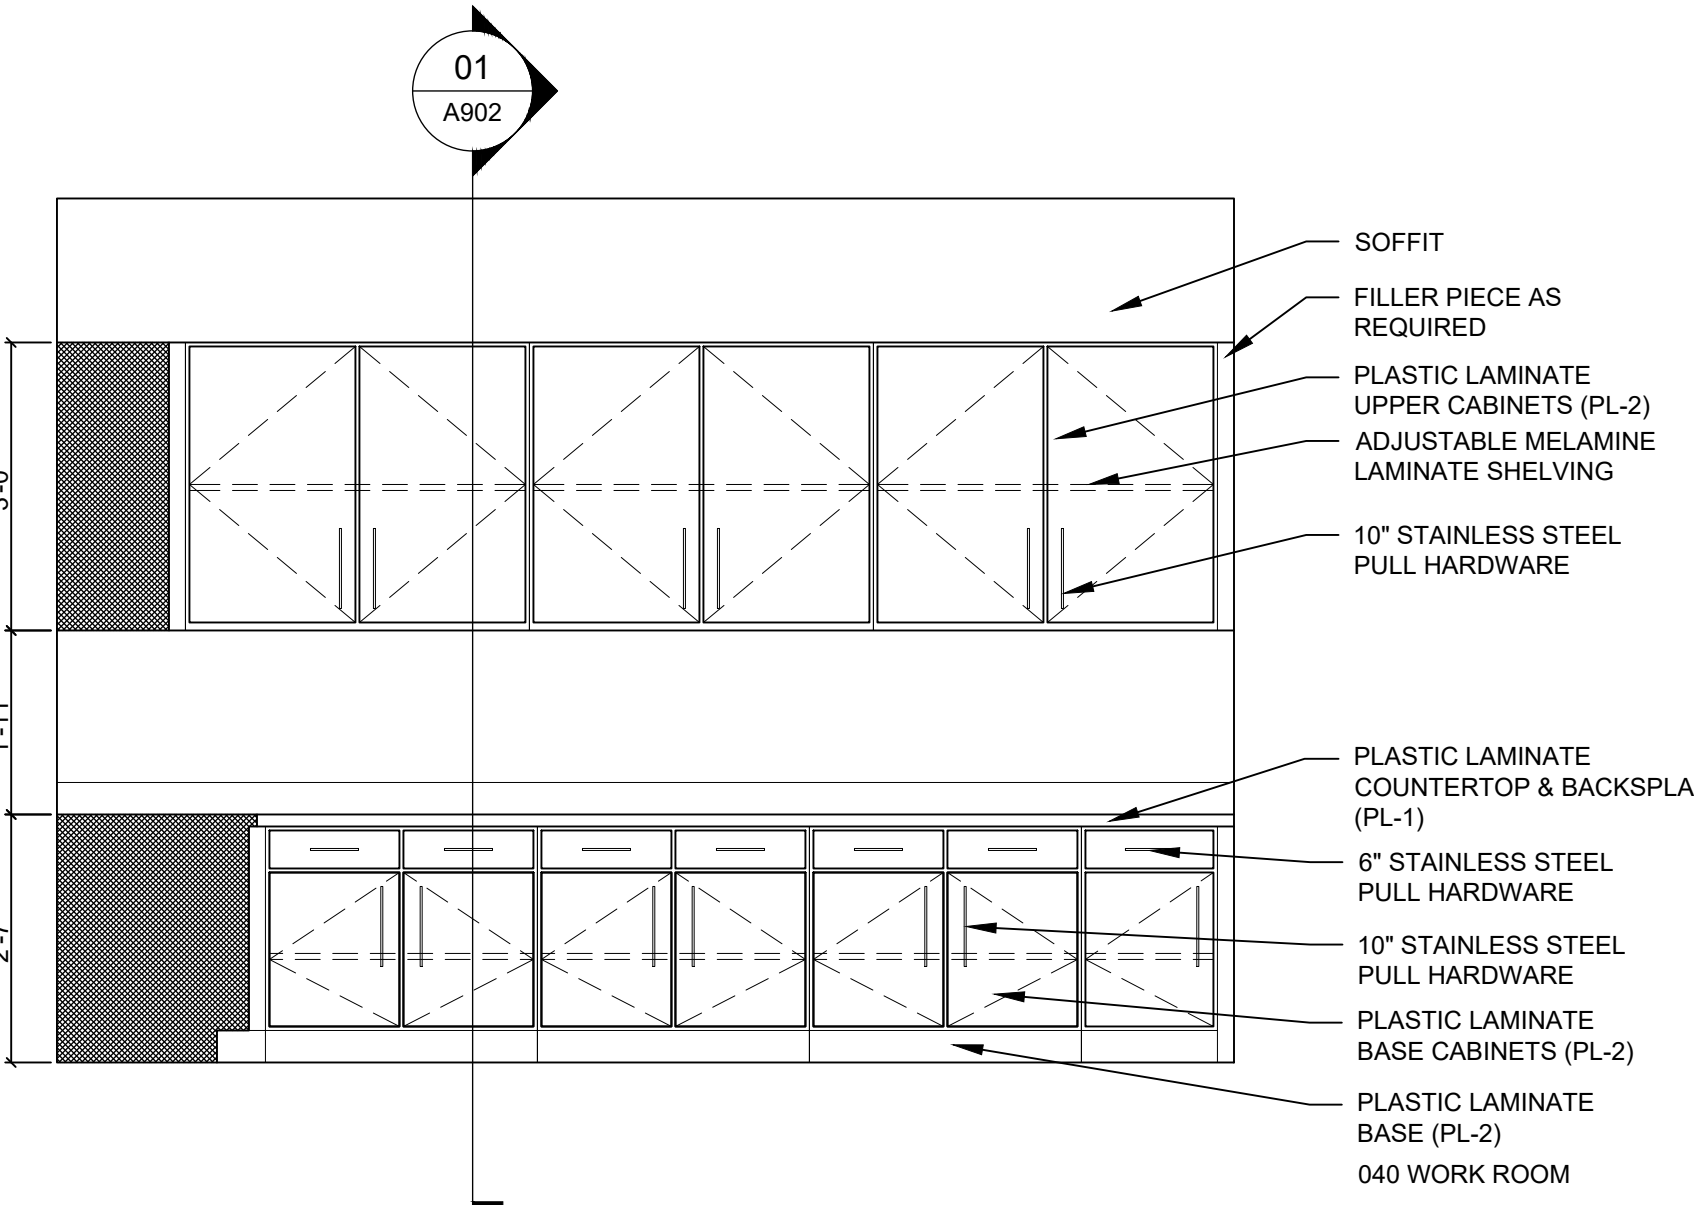 01
A902
SOFFIT
FILLER PIECE AS
REQUIRED
PLASTIC LAMINATE
UPPER CABINETS (PL-2)
ADJUSTABLE MELAMINE
LAMINATE SHELVING
10" STAINLESS STEEL
PULL HARDWARE
PLASTIC LAMINATE
COUNTERTOP & BACKSPLA
(PL-1)
6" STAINLESS STEEL
PULL HARDWARE
10" STAINLESS STEEL
PULL HARDWARE
PLASTIC LAMINATE
BASE CABINETS (PL-2)
PLASTIC LAMINATE
BASE (PL-2)
040 WORK ROOM